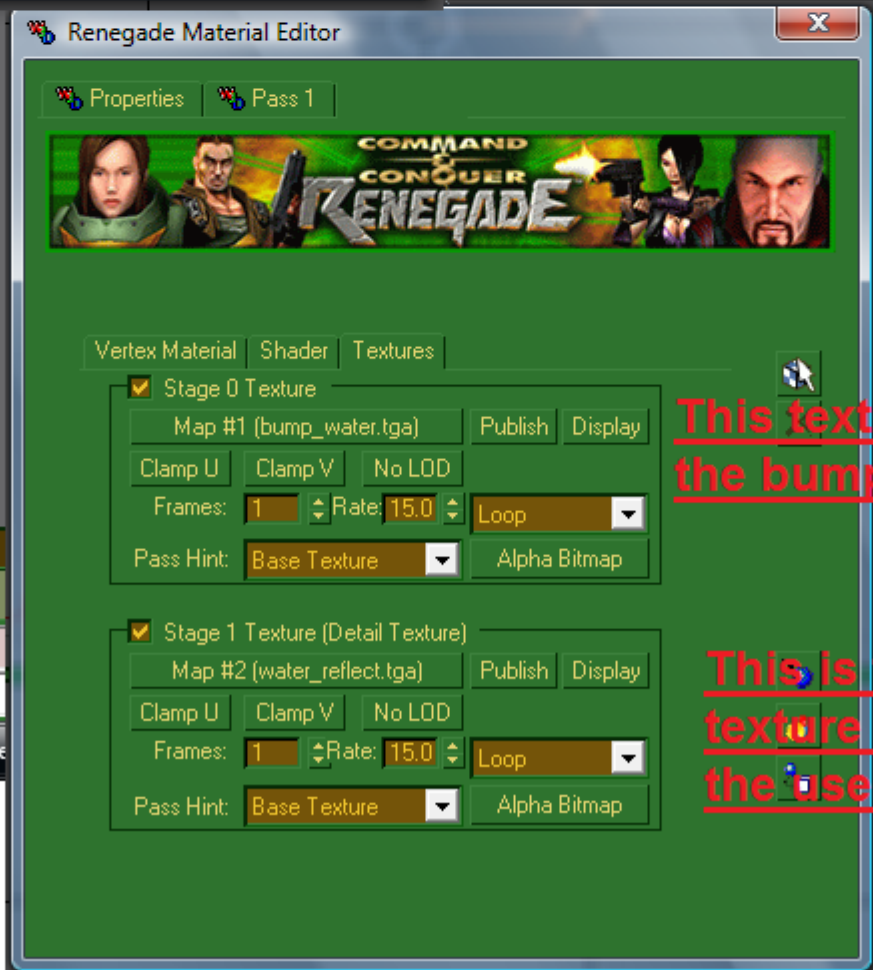 Renegade Material Editor
Properties Pass 1
COMMAND
&
CONQUER
RENEGADE
Vertex Material Shader Textures
Stage 0 Texture
Map #1 (bump_water.tga) Publish Display
Clamp U Clamp V No LOD
Frames: 1 Rate: 15.0 Loop
Pass Hint: Base Texture Alpha Bitmap
This text
the bump
Stage 1 Texture (Detail Texture)
Map #2 (water_reflect.tga) Publish Display
Clamp U Clamp V No LOD
Frames: 1 Rate: 15.0 Loop
Pass Hint: Base Texture Alpha Bitmap
This is
texture
the use